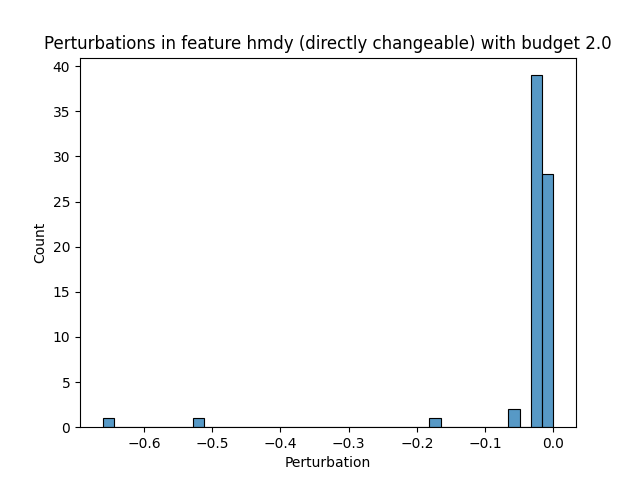 Perturbations in feature hmdy (directly changeable) with budget 2.0
40
35
30
25
20
15
10
5
0
Count
−0.6 −0.5 −0.4 −0.3 −0.2 −0.1 0.0
Perturbation